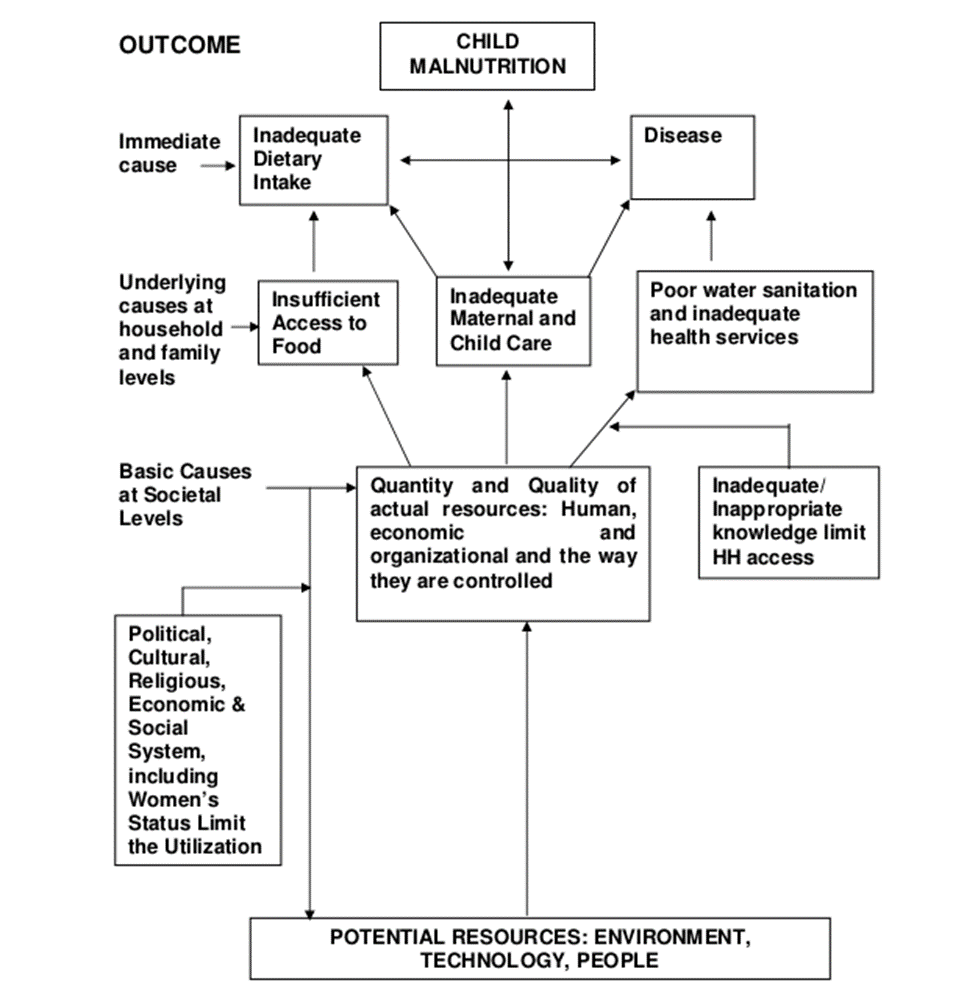 OUTCOME
CHILD
MALNUTRITION
Immediate
cause
Inadequate
Dietary
Intake
Disease
Underlying
causes at
household
and family
levels
Insufficient
Access to
Food
Inadequate
Maternal and
Child Care
Poor water sanitation
and inadequate
health services
Basic Causes
at Societal
Levels
Quantity and Quality of
actual resources: Human,
economic and
organizational and the way
they are controlled
Inadequate/
Inappropriate
knowledge limit
HH access
Political,
Cultural,
Religious,
Economic &
Social
System,
including
Women's
Status Limit
the Utilization
POTENTIAL RESOURCES: ENVIRONMENT,
TECHNOLOGY, PEOPLE